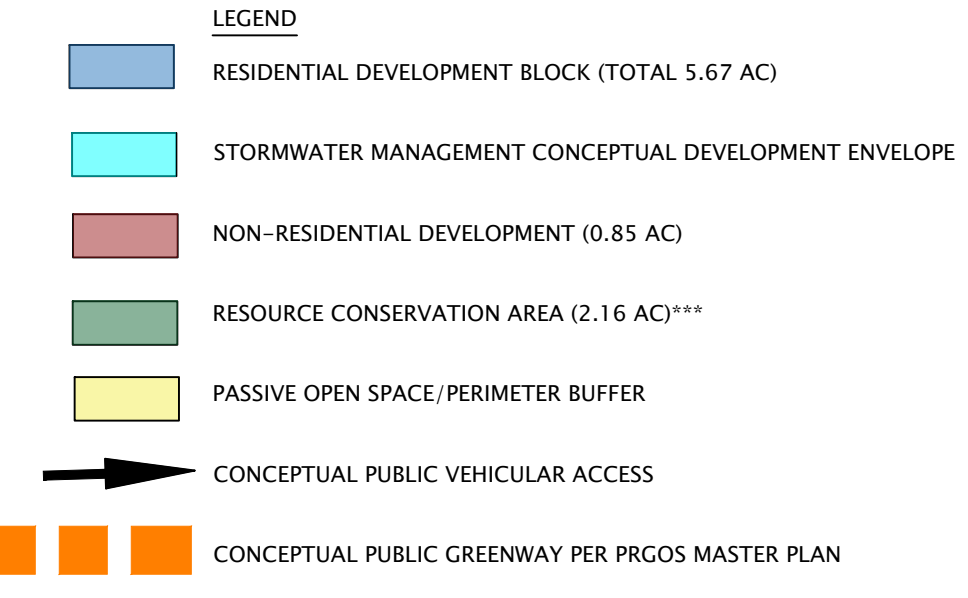 LEGEND
RESIDENTIAL DEVELOPMENT BLOCK (TOTAL 5.67 AC)
STORMWATER MANAGEMENT CONCEPTUAL DEVELOPMENT ENVELOPE
NON-RESIDENTIAL DEVELOPMENT (0.85 AC)
RESOURCE CONSERVATION AREA (2.16 AC)***
PASSIVE OPEN SPACE/PERIMETER BUFFER
CONCEPTUAL PUBLIC VEHICULAR ACCESS
CONCEPTUAL PUBLIC GREENWAY PER PRGOS MASTER PLAN